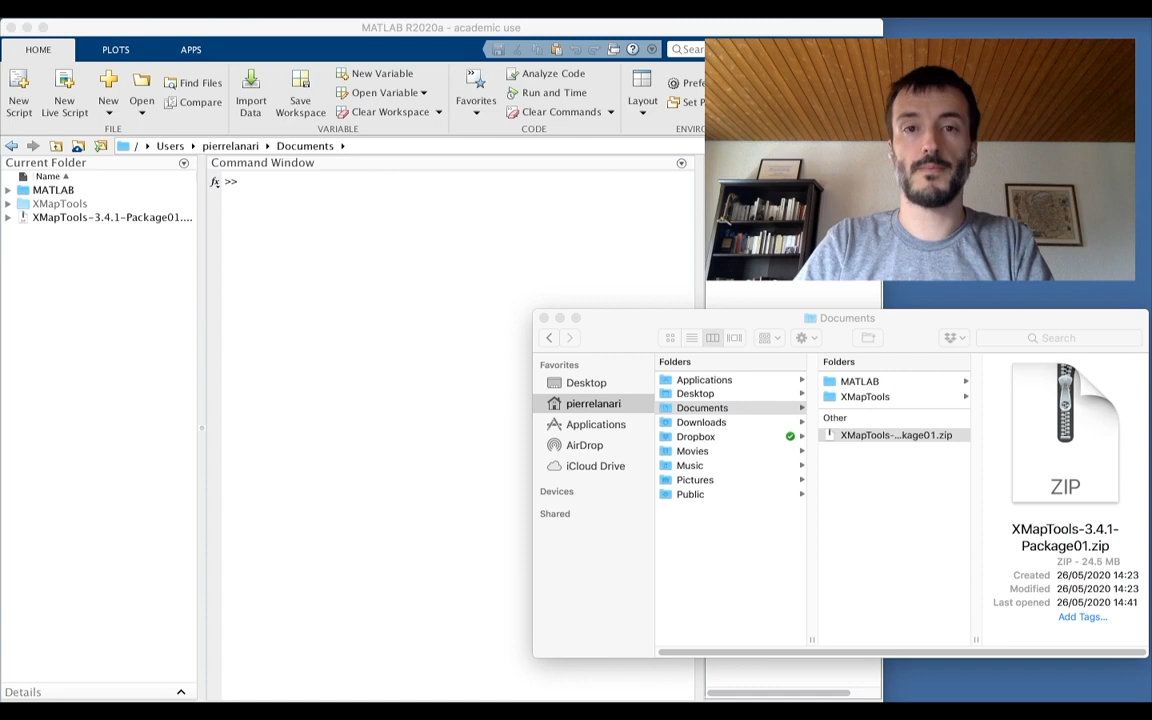 MATLAB R2020a - academic use
HOME PLOTS APPS
Sear
New Script
New Live Script
New
Open
Find Files
Compare
FILE
Import Data
Save Workspace
New Variable
Open Variable
Clear Workspace
VARIABLE
Favorites
Analyze Code
Run and Time
Clear Commands
CODE
Layout
Prefe
Set P
ENVIRO
/ Users pierrelanari Documents
Current Folder
Name
MATLAB
XMapTools
XMapTools-3.4.1-Package01....
Details
Command Window
fx >>
Documents
Search
Favorites
Desktop
pierrelanari
Applications
AirDrop
iCloud Drive
Devices
Shared
Folders
Applications
Desktop
Documents
Downloads
Dropbox
Movies
Music
Pictures
Public
Folders
MATLAB
XMapTools
Other
XMapTools-...kage01.zip
ZIP
XMapTools-3.4.1-
Package01.zip
ZIP - 24.5 MB
Created 26/05/2020 14:23
Modified 26/05/2020 14:23
Last opened 26/05/2020 14:41
Add Tags...